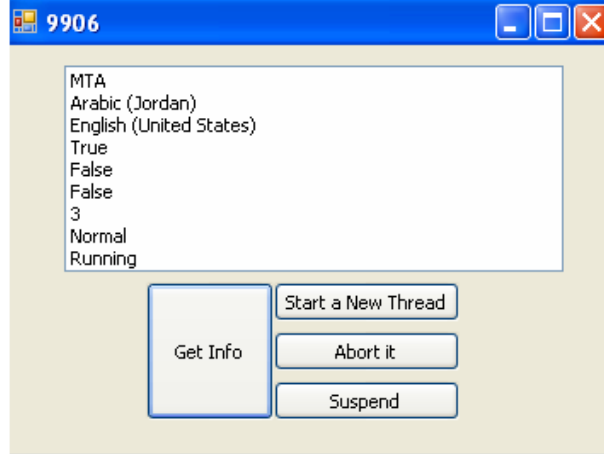 9906
MTA
Arabic (Jordan)
English (United States)
True
False
False
3
Normal
Running
Get Info
Start a New Thread
Abort it
Suspend